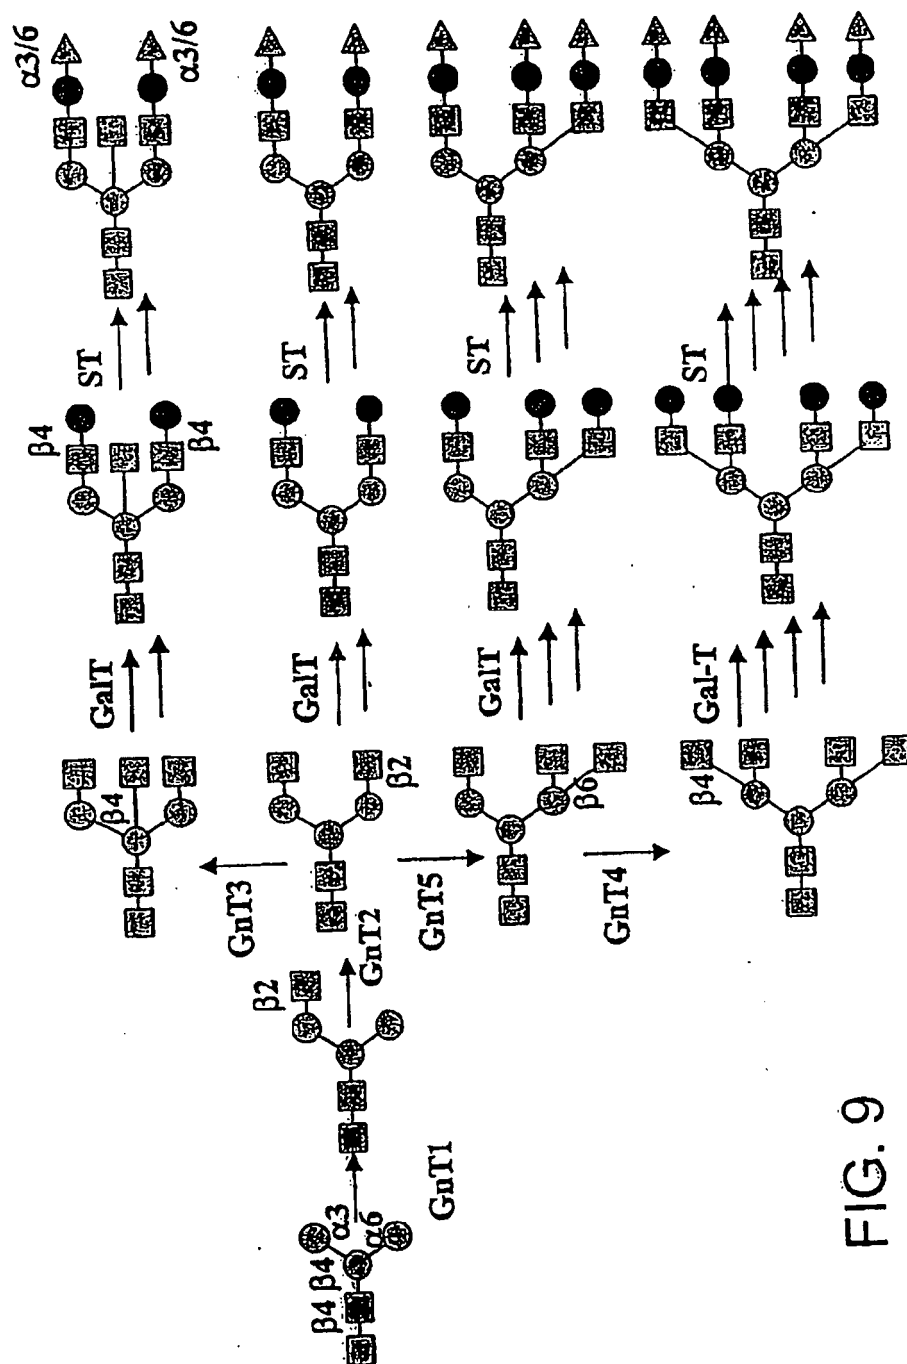 α3/6
α3/6
β4
ST
β4
GalT
β4
GnT3
ST
GalT
β2
GnT2
β2
GnT1
α3
α6
β4 β4
GnT5
ST
GalT
β6
GnT4
ST
Gal-T
β4
FIG. 9